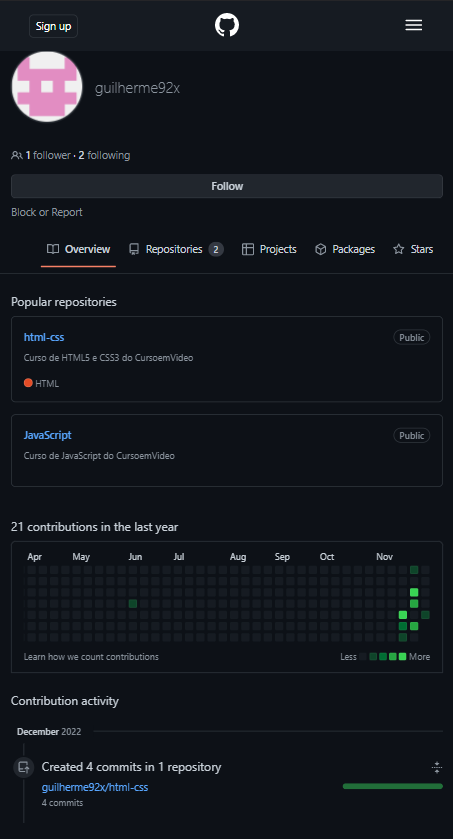 Sign up
guilherme92x
1 follower · 2 following
Follow
Block or Report
Overview Repositories 2 Projects Packages Stars
Popular repositories
html-css Public
Curso de HTML5 e CSS3 do CursoemVideo
HTML
JavaScript Public
Curso de JavaScript do CursoemVideo
21 contributions in the last year
Apr May Jun Jul Aug Sep Oct Nov
Learn how we count contributions Less More
Contribution activity
December 2022
Created 4 commits in 1 repository
guilherme92x/html-css
4 commits